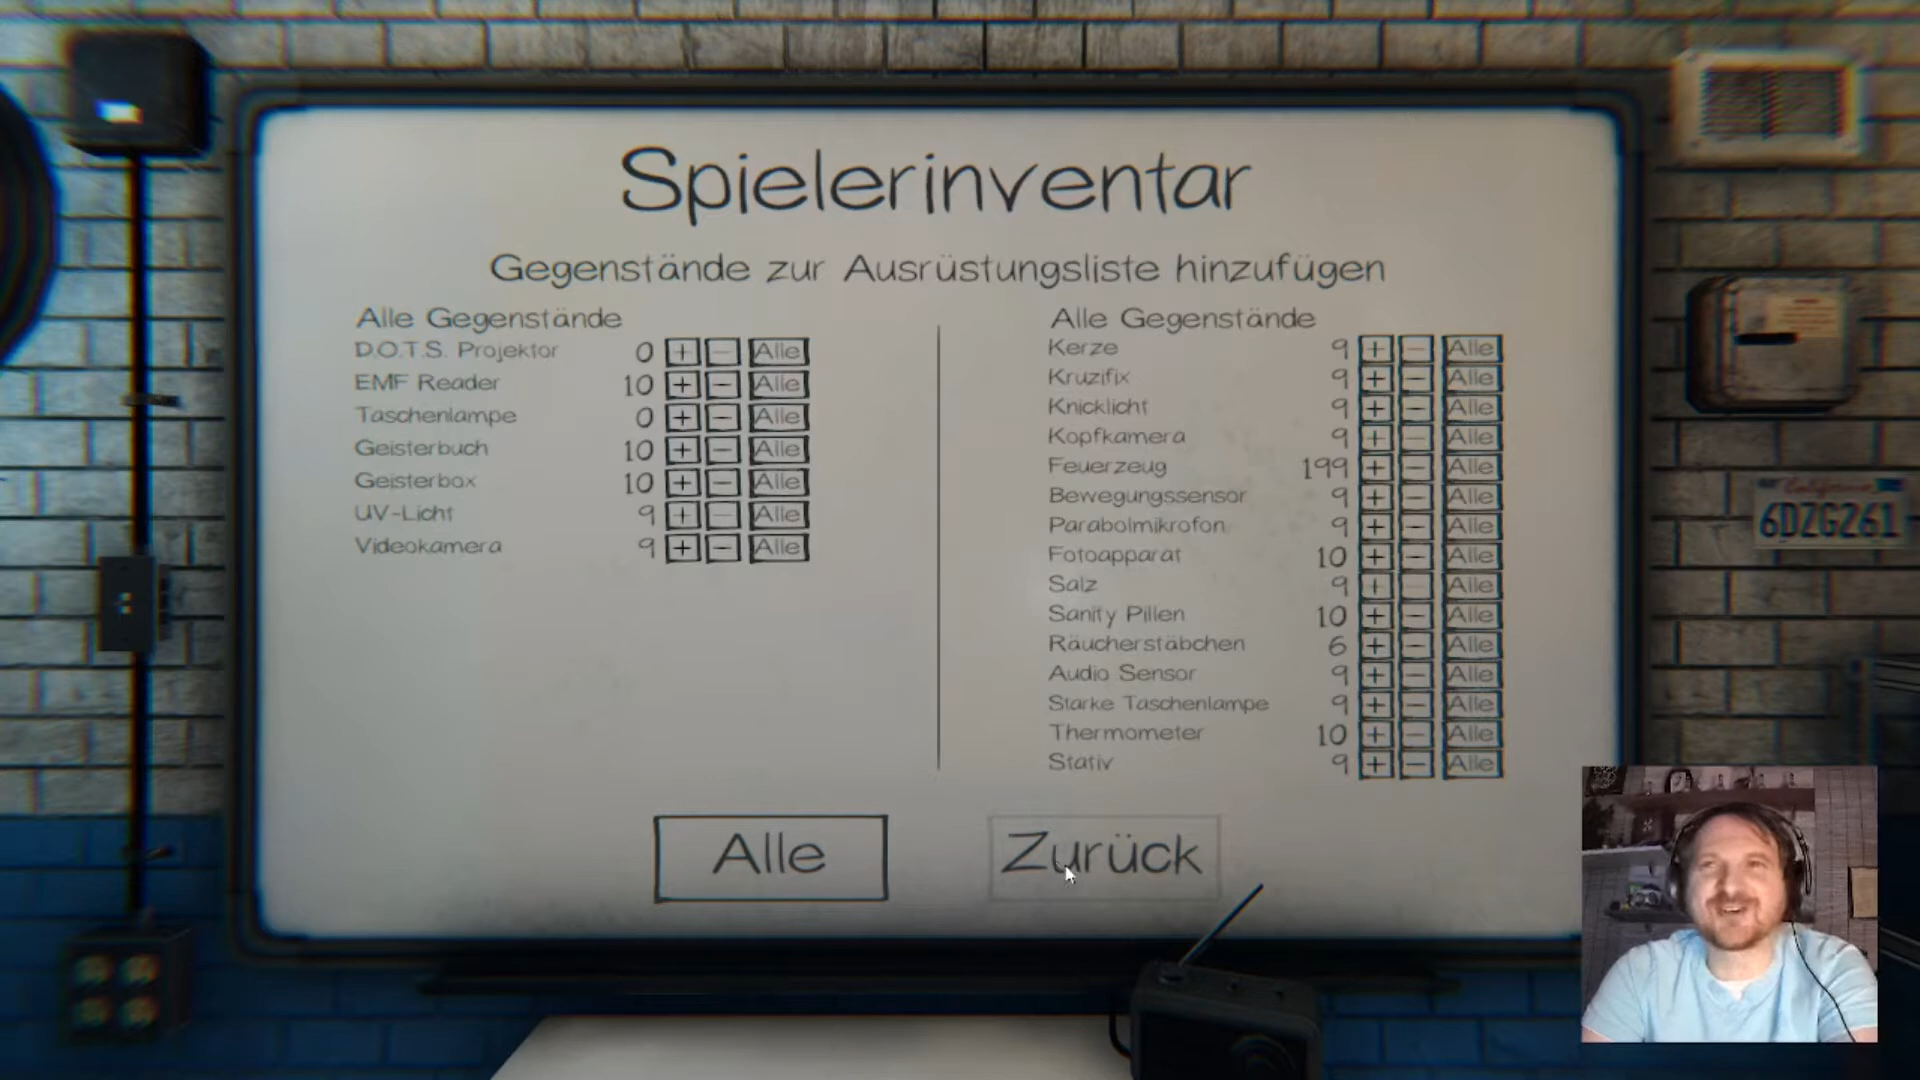 Spielerinventar
Gegenstände zur Ausrüstungsliste hinzufügen
Alle Gegenstände
D.O.T.S. Projektor 0 + - Alle
EMF Reader 10 + - Alle
Taschenlampe 0 + - Alle
Geisterbuch 10 + - Alle
Geisterbox 10 + - Alle
UV-Licht 9 + - Alle
Videokamera 9 + - Alle
Alle Gegenstände
Kerze 9 + - Alle
Kruzifix 9 + - Alle
Knicklicht 9 + - Alle
Kopfkamera 9 + - Alle
Feuerzeug 199 + - Alle
Bewegungssensor 9 + - Alle
Parabolmikrofon 9 + - Alle
Fotoapparat 10 + - Alle
Salz 9 + - Alle
Sanity Pillen 10 + - Alle
Räucherstäbchen 6 + - Alle
Audio Sensor 9 + - Alle
Starke Taschenlampe 9 + - Alle
Thermometer 10 + - Alle
Stativ 9 + - Alle
Alle
Zurück
California
6DZG261